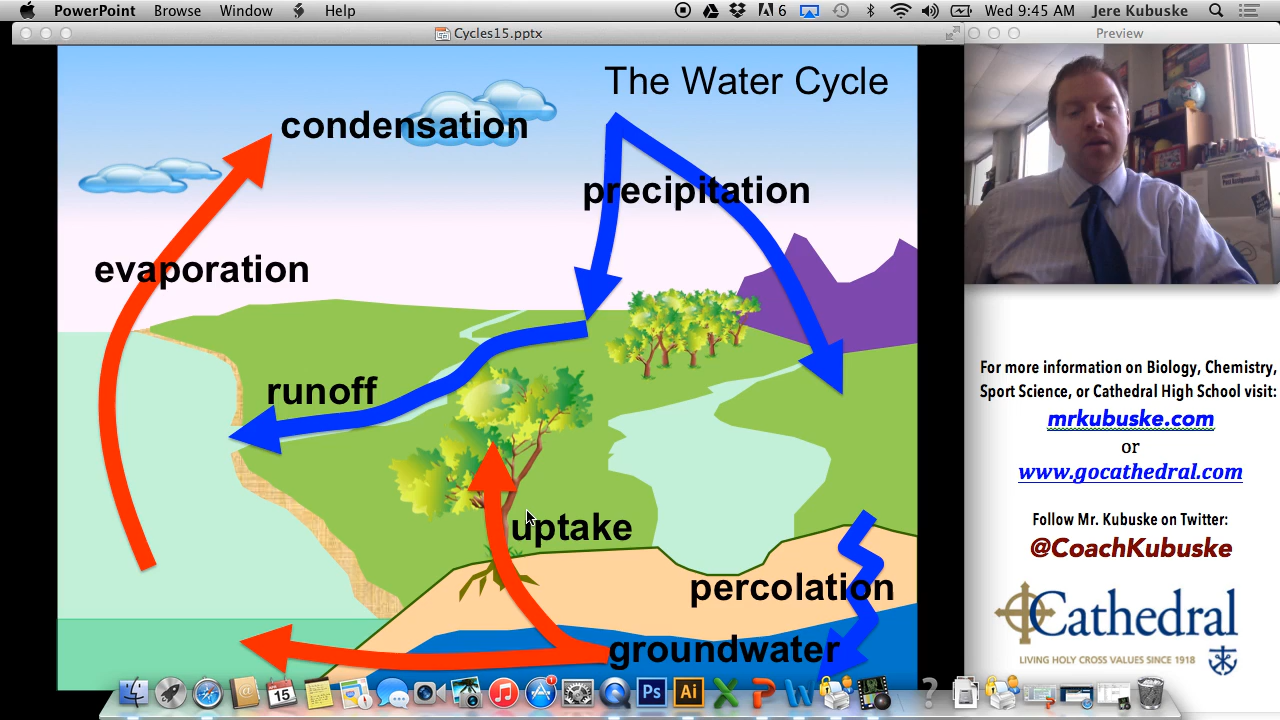 PowerPoint Browse Window Help 6 Wed 9:45 AM Jere Kubuske
Cycles15.pptx
Preview
The Water Cycle
condensation
precipitation
evaporation
runoff
uptake
percolation
groundwater
For more information on Biology, Chemistry,
Sport Science, or Cathedral High School visit:
mrkubuske.com
or
www.gocathedral.com
Follow Mr. Kubuske on Twitter:
@CoachKubuske
Cathedral
LIVING HOLY CROSS VALUES SINCE 1918
15
1
Ps
Ai